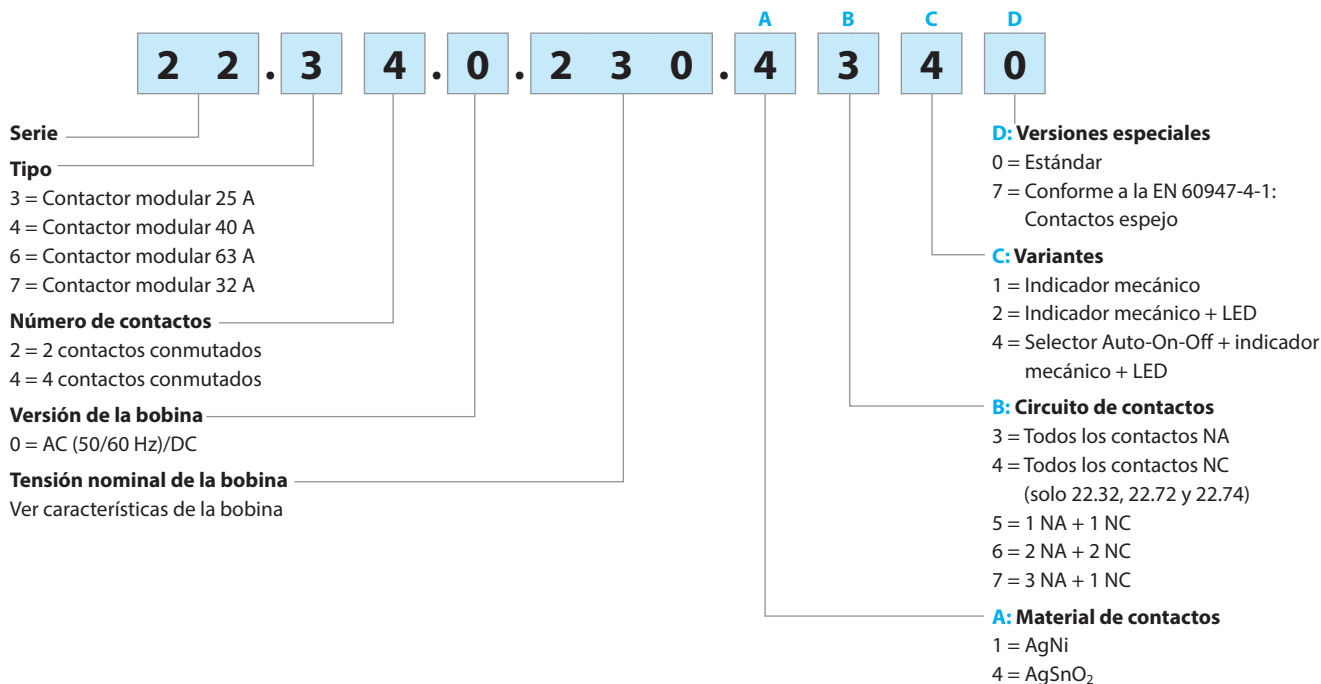 A B C D
2 2 . 3 4 . 0 . 2 3 0 . 4 3 4 0
Serie
Tipo
3 = Contactor modular 25 A
4 = Contactor modular 40 A
6 = Contactor modular 63 A
7 = Contactor modular 32 A
Número de contactos
2 = 2 contactos conmutados
4 = 4 contactos conmutados
Versión de la bobina
0 = AC (50/60 Hz)/DC
Tensión nominal de la bobina
Ver características de la bobina
D: Versiones especiales
0 = Estándar
7 = Conforme a la EN 60947-4-1:
Contactos espejo
C: Variantes
1 = Indicador mecánico
2 = Indicador mecánico + LED
4 = Selector Auto-On-Off + indicador
mecánico + LED
B: Circuito de contactos
3 = Todos los contactos NA
4 = Todos los contactos NC
(solo 22.32, 22.72 y 22.74)
5 = 1 NA + 1 NC
6 = 2 NA + 2 NC
7 = 3 NA + 1 NC
A: Material de contactos
1 = AgNi
4 = AgSnO₂